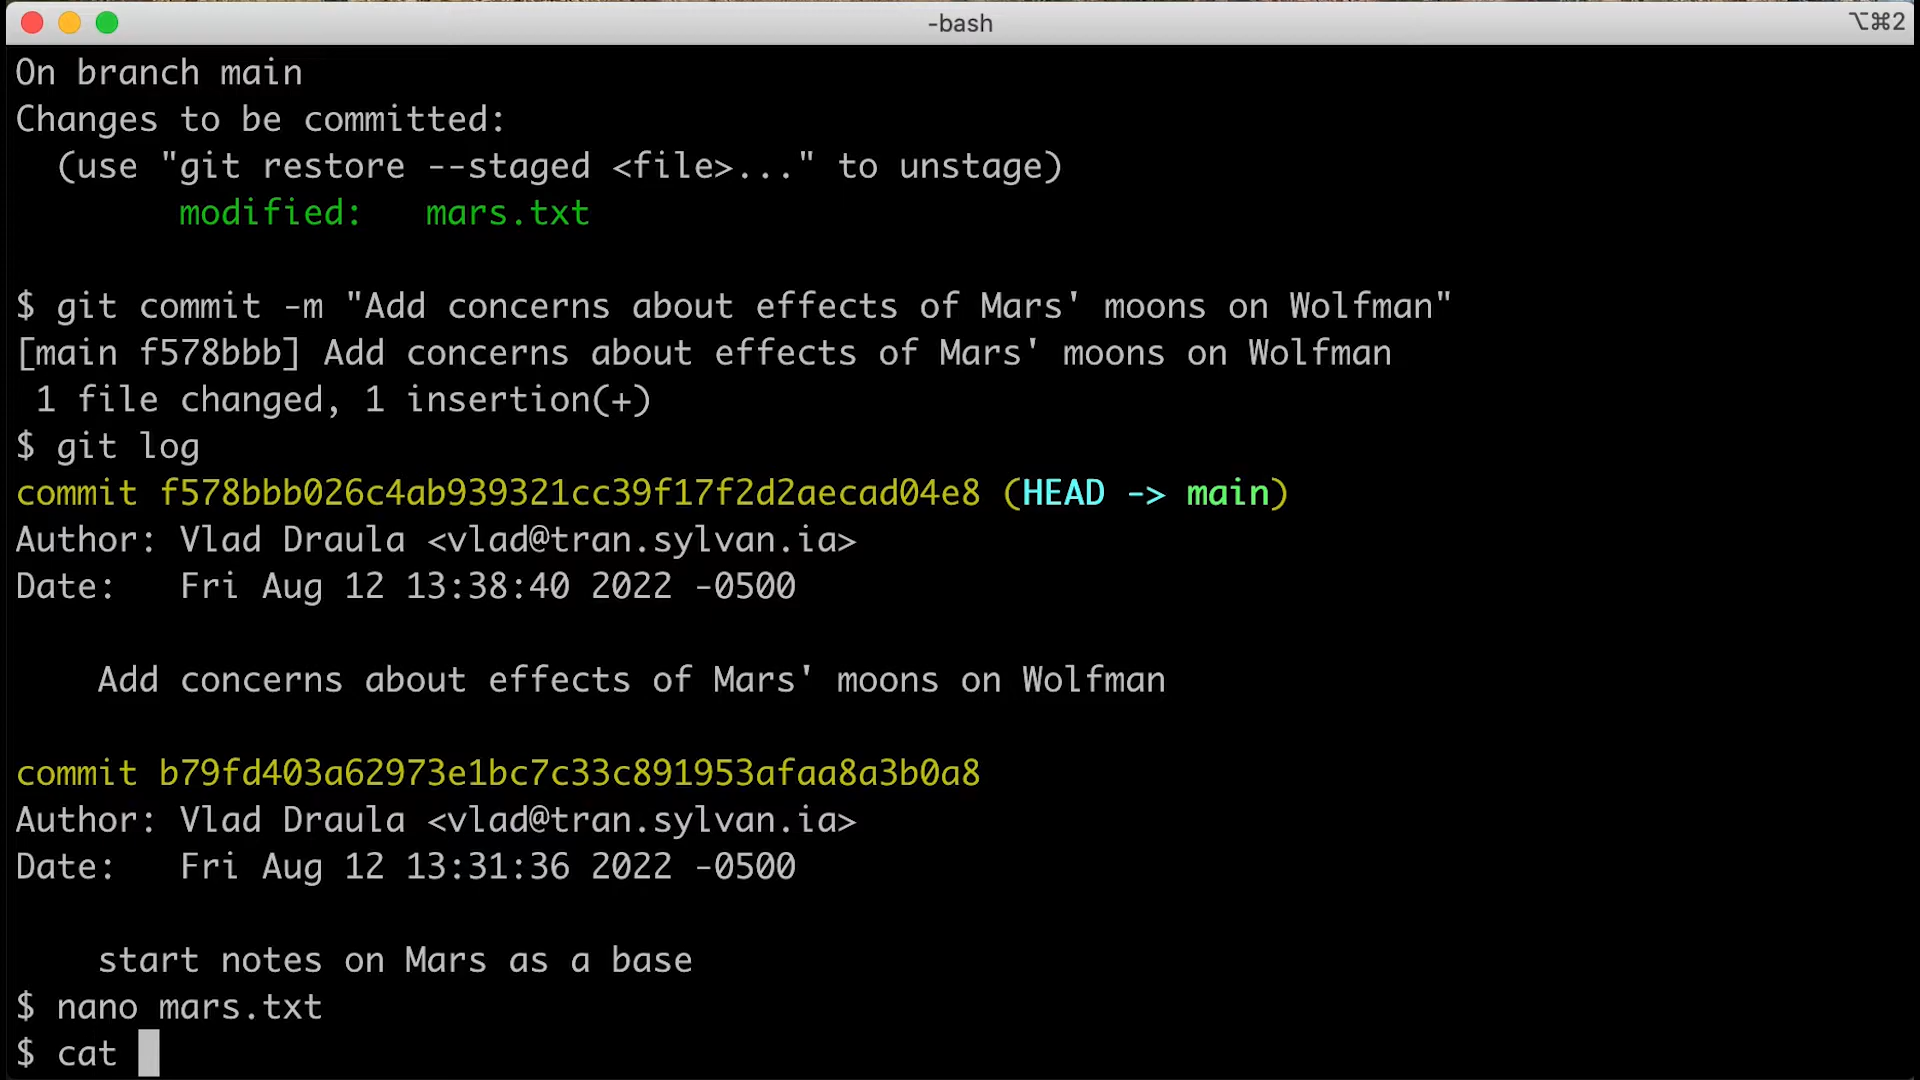 -bash
⌥⌘2
On branch main
Changes to be committed:
  (use "git restore --staged <file>..." to unstage)
        modified:   mars.txt
$ git commit -m "Add concerns about effects of Mars' moons on Wolfman"
[main f578bbb] Add concerns about effects of Mars' moons on Wolfman
 1 file changed, 1 insertion(+)
$ git log
commit f578bbb026c4ab939321cc39f17f2d2aecad04e8 (HEAD -> main)
Author: Vlad Draula <vlad@tran.sylvan.ia>
Date:   Fri Aug 12 13:38:40 2022 -0500
    Add concerns about effects of Mars' moons on Wolfman
commit b79fd403a62973e1bc7c33c891953afaa8a3b0a8
Author: Vlad Draula <vlad@tran.sylvan.ia>
Date:   Fri Aug 12 13:31:36 2022 -0500
    start notes on Mars as a base
$ nano mars.txt
$ cat